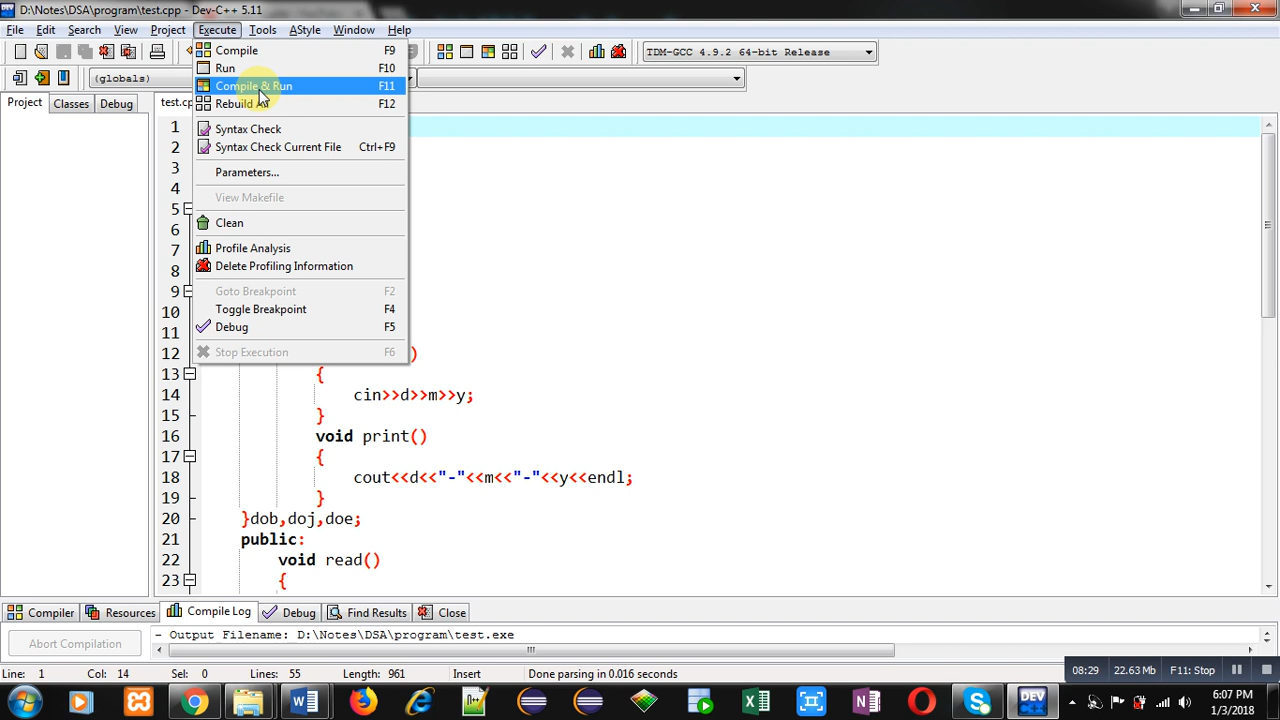 D:\Notes\DSA\program\test.cpp - Dev-C++ 5.11
File Edit Search View Project Execute Tools AStyle Window Help
Compile F9
Run F10
Compile & Run F11
Rebuild All F12
Syntax Check
Syntax Check Current File Ctrl+F9
Parameters...
View Makefile
Clean
Profile Analysis
Delete Profiling Information
Goto Breakpoint F2
Toggle Breakpoint F4
Debug F5
Stop Execution F6
TDM-GCC 4.9.2 64-bit Release
(globals)
Project Classes Debug
test.cp
1
2
3
4
5
6
7
8
9
10
11
12 )
13 {
14 cin>>d>>m>>y;
15 }
16 void print()
17 {
18 cout<<d<<"-"<<m<<"-"<<y<<endl;
19 }
20 }dob,doj,doe;
21 public:
22 void read()
23 {
Compiler Resources Compile Log Debug Find Results Close
Abort Compilation
- Output Filename: D:\Notes\DSA\program\test.exe
Line: 1 Col: 14 Sel: 0 Lines: 55 Length: 961 Insert Done parsing in 0.016 seconds
08:29 22.63 Mb F11: Stop
DEV
6:07 PM
1/3/2018